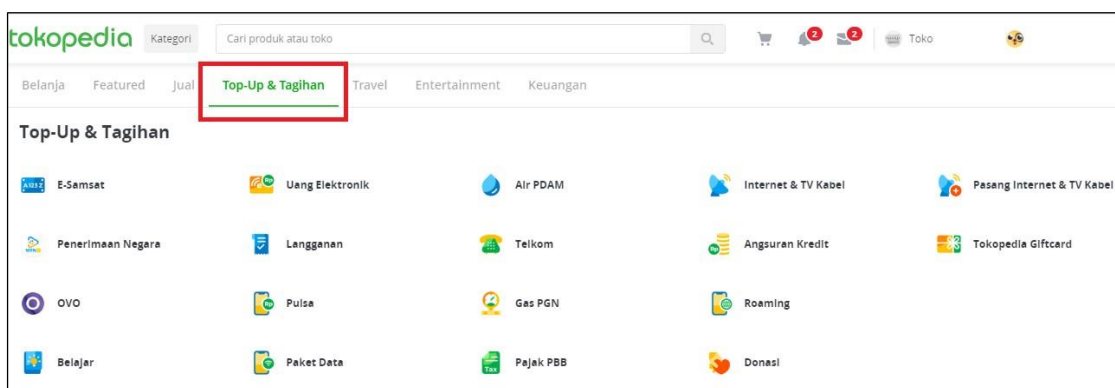 tokopedia Kategori Cari produk atau toko 2 2 Toko
Belanja Featured Jual Top-Up & Tagihan Travel Entertainment Keuangan
Top-Up & Tagihan
E-Samsat Uang Elektronik Air PDAM Internet & TV Kabel Pasang Internet & TV Kabel
Penerimaan Negara Langganan Telkom Angsuran Kredit Tokopedia Giftcard
OVO Pulsa Gas PGN Roaming
Belajar Paket Data Pajak PBB Donasi